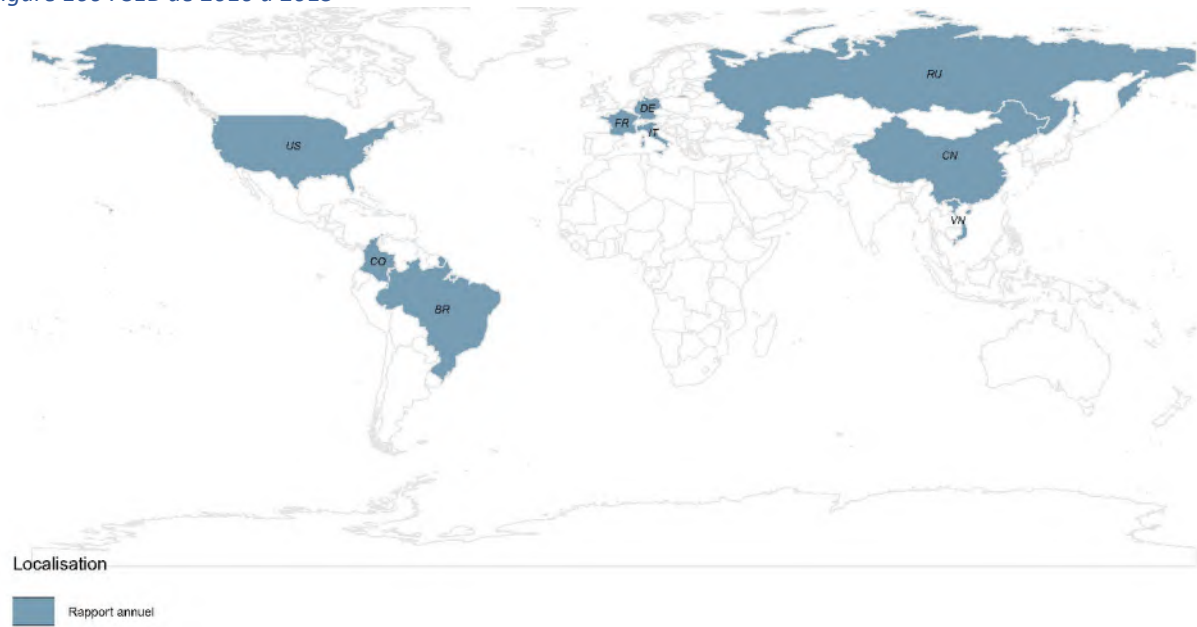 RU
DE
FR
IT
US
CN
VN
CO
BR
Localisation
Rapport annuel